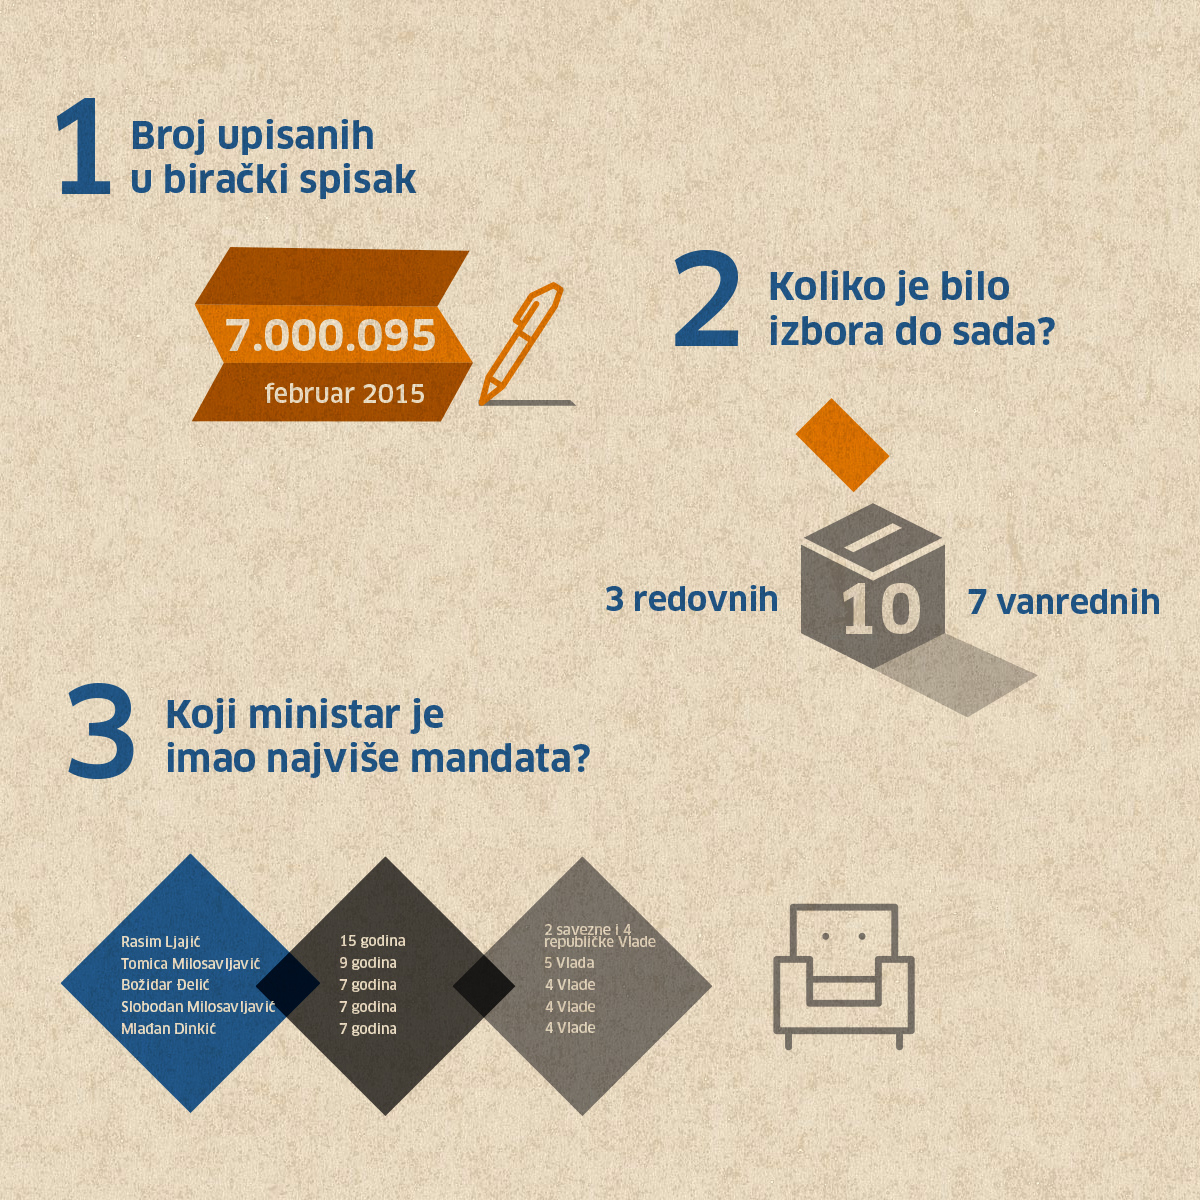 1
Broj upisanih
u birački spisak
7.000.095
februar 2015
2
Koliko je bilo
izbora do sada?
3 redovnih
10
7 vanrednih
3
Koji ministar je
imao najviše mandata?
Rasim Ljajić
Tomica Milosavljavić
Božidar Đelić
Slobodan Milosavljavić
Mlađan Dinkić
15 godina
9 godina
7 godina
7 godina
7 godina
2 savezne i 4
republičke Vlade
5 Vlada
4 Vlade
4 Vlade
4 Vlade